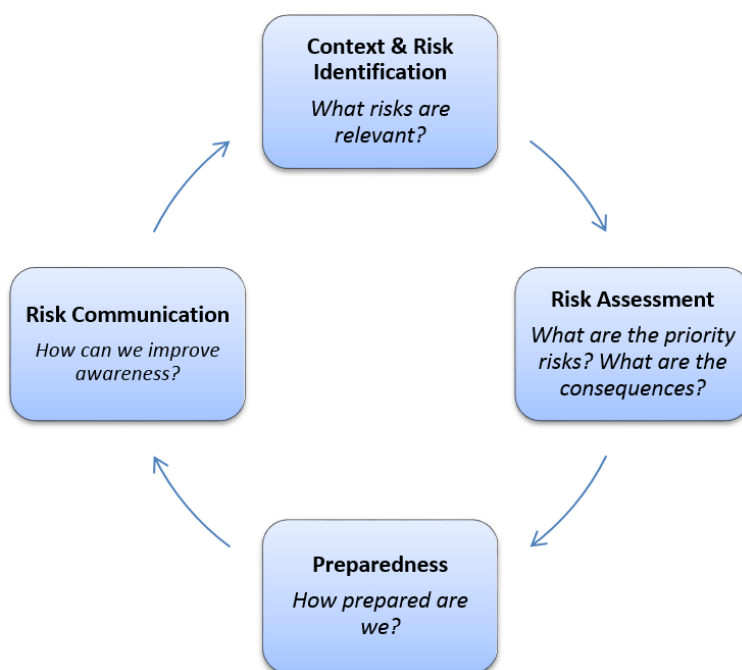 Context & Risk
Identification
What risks are
relevant?
Risk Assessment
What are the priority
risks? What are the
consequences?
Preparedness
How prepared are
we?
Risk Communication
How can we improve
awareness?